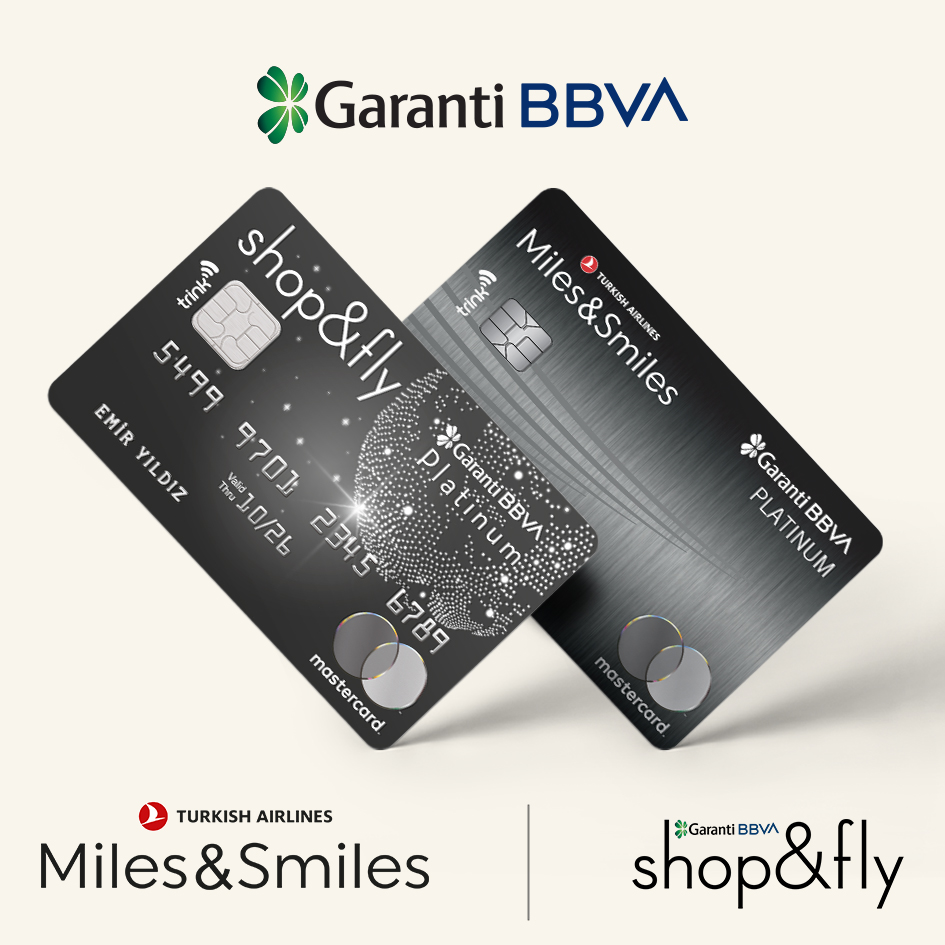 Garanti BBVA
shop&fly
trink
5499 9701 2345 6789
Valid
Thru 10/26
EMİR YILDIZ
Garanti BBVA
Platinum
mastercard
Miles&Smiles
TURKISH AIRLINES
trink
Garanti BBVA
PLATINUM
mastercard
TURKISH AIRLINES
Miles&Smiles
Garanti BBVA
shop&fly